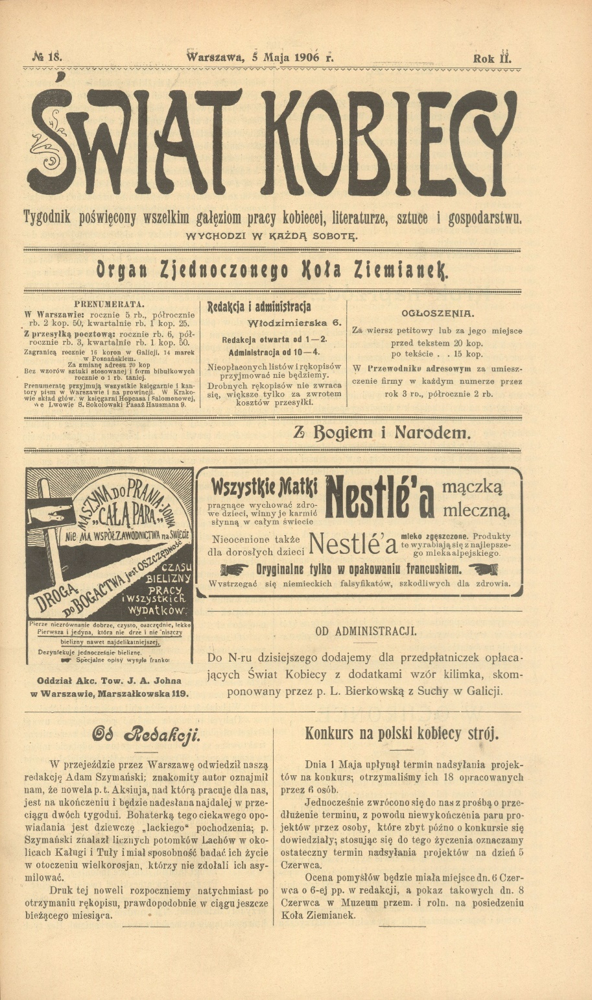 № 18.
Warszawa, 5 Maja 1906 r.
Rok II.
ŚWIAT KOBIECY
Tygodnik poświęcony wszelkim gałęziom pracy kobiecej, literaturze, sztuce i gospodarstwu.
WYCHODZI W KAŻDĄ SOBOTĘ.
Organ Zjednoczonego Koła Ziemianek.
PRENUMERATA.
W Warszawie: rocznie 5 rb., półrocznie
rb. 2 kop. 50, kwartalnie rb. 1 kop. 25.
Z przesyłką pocztową: rocznie rb. 6, pół-
rocznie rb. 3, kwartalnie rb. 1 kop. 50.
Zagranicą rocznie 16 koron w Galicji, 14 marek
w Poznańskiem.
Za zmianę adresu 20 kop
Bez wzorów sztuki stosowanej i form bibułkowych
rocznie o 1 rb. taniej.
Prenumeratę przyjmują wszystkie księgarnie i kan-
tory pism w Warszawie i na prowincji. W Krako-
wie skład głów. w księgarni Hopcasa i Salomonowej,
we Lwowie S. Sokołowski Pasaż Hausmana 9.
Redakcja i administracja
Włodzimierska 6.
Redakcja otwarta od 1—2.
Administracja od 10—4.
Nieopłaconych listów i rękopisów
przyjmować nie będziemy.
Drobnych rękopisów nie zwraca
się, większe tylko za zwrotem
kosztów przesyłki.
OGŁOSZENIA.
Za wiersz petitowy lub za jego miejsce
przed tekstem 20 kop.
po tekście . . 15 kop.
W Przewodniku adresowym za umiesz-
czenie firmy w każdym numerze przez
rok 3 rb., półrocznie 2 rb.
Z Bogiem i Narodem.
MASZYNA DO PRANIA JOHNA
„CAŁĄ PARĄ„
NIE MA WSPÓŁZAWODNICTWA NA ŚWIECIE
DROGĄ DO BOGACTWA jest OSZCZĘDNOŚĆ
CZASU
BIELIZNY
PRACY
i WSZYSTKICH
WYDATKÓW.
Pierze niezrównanie dobrze, czysto, oszczędnie, lekko
Pierwsza i jedyna, która nie drze i nie niszczy
bielizny nawet najdelikatniejszej.
Dezynfekuje jednocześnie bieliznę.
Specjalne opisy wysyła franko:
Oddział Akc. Tow. J. A. Johna
w Warszawie, Marszałkowska 119.
Wszystkie Matki
pragnące wychować zdro-
we dzieci, winny je karmić
słynną w całym świecie
Nestlé'a
mączką
mleczną.
Nieocenione także
dla dorosłych dzieci
Nestlé'a
mleko zgęszczone. Produkty
te wyrabiają się z najlepsze-
go mleka alpejskiego.
Oryginalne tylko w opakowaniu francuskiem.
Wystrzegać się niemieckich falsyfikatów, szkodliwych dla zdrowia.
OD ADMINISTRACJI.
Do N-ru dzisiejszego dodajemy dla przedpłatniczek opłaca-
jących Świat Kobiecy z dodatkami wzór kilimka, skom-
ponowany przez p. L. Bierkowską z Suchy w Galicji.
Od Redakcji.
W przejeździe przez Warszawę odwiedził naszą
redakcję Adam Szymański; znakomity autor oznajmił
nam, że nowela p. t. Aksiuja, nad którą pracuje dla nas,
jest na ukończeniu i będzie nadesłana najdalej w prze-
ciągu dwóch tygodni. Bohaterką tego ciekawego opo-
wiadania jest dziewczę „lackiego“ pochodzenia; p.
Szymański znalazł licznych potomków Lachów w oko-
licach Kaługi i Tuły i miał sposobność badać ich życie
w otoczeniu wielkorosjan, którzy nie zdołali ich asy-
milować.
Druk tej noweli rozpoczniemy natychmiast po
otrzymaniu rękopisu, prawdopodobnie w ciągu jeszcze
bieżącego miesiąca.
Konkurs na polski kobiecy strój.
Dnia 1 Maja upłynął termin nadsyłania projek-
tów na konkurs; otrzymaliśmy ich 18 opracowanych
przez 6 osób.
Jednocześnie zwrócono się do nas z prośbą o prze-
dłużenie terminu, z powodu niewykończenia paru pro-
jektów przez osoby, które zbyt późno o konkursie się
dowiedziały; stosując się do tego życzenia oznaczamy
ostateczny termin nadsyłania projektów na dzień 5
Czerwca.
Ocena pomysłów będzie miała miejsce dn. 6 Czer-
wca o 6-ej pp. w redakcji, a pokaz takowych dn. 8
Czerwca w Muzeum przem. i roln. na posiedzeniu
Koła Ziemianek.